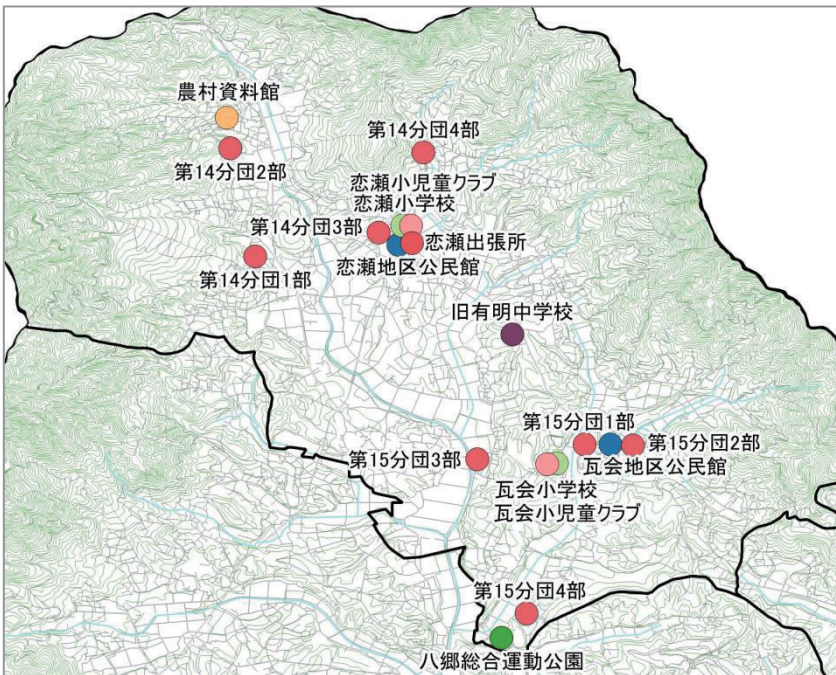 農村資料館
第14分団4部
第14分団2部
恋瀬小児童クラブ
恋瀬小学校
第14分団3部
恋瀬出張所
恋瀬地区公民館
第14分団1部
旧有明中学校
第15分団1部
第15分団2部
第15分団3部
瓦会地区公民館
瓦会小学校
瓦会小児童クラブ
第15分団4部
八郷総合運動公園